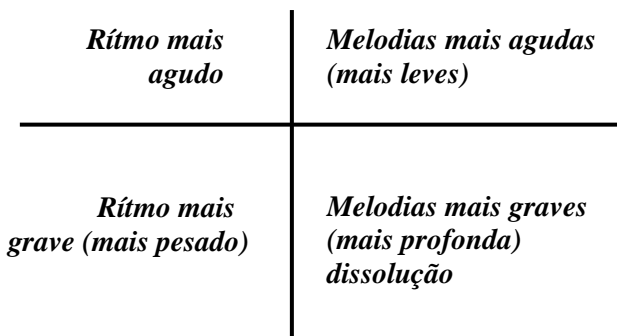 Rítmo mais
agudo
Melodias mais agudas
(mais leves)
Rítmo mais
grave (mais pesado)
Melodias mais graves
(mais profonda)
dissolução